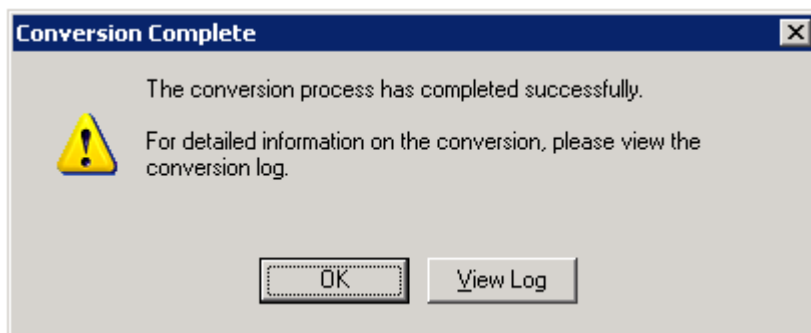 Conversion Complete
The conversion process has completed successfully.
For detailed information on the conversion, please view the
conversion log.
OK
View Log